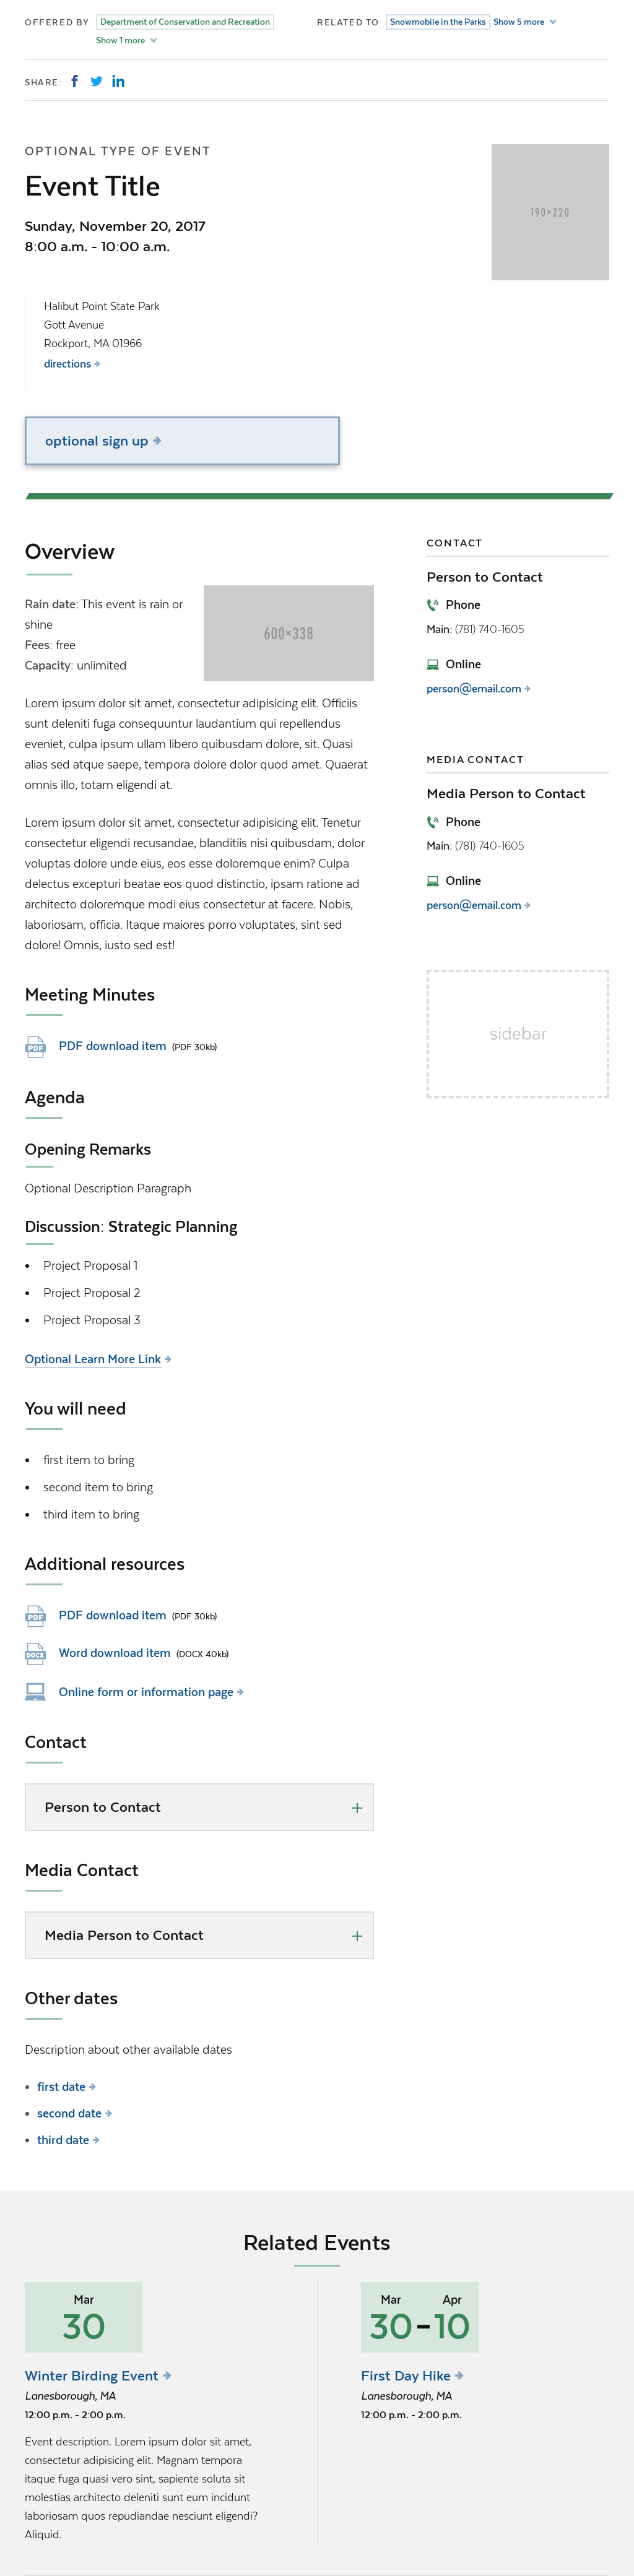 OFFERED BY Department of Conservation and Recreation
Show 1 more
RELATED TO Snowmobile in the Parks Show 5 more
SHARE:
OPTIONAL TYPE OF EVENT
Event Title
Sunday, November 20, 2017
8:00 a.m. - 10:00 a.m.
190×220
Halibut Point State Park
Gott Avenue
Rockport, MA 01966
directions
optional sign up
Overview
Rain date: This event is rain or
shine
Fees: free
Capacity: unlimited
600×338
Lorem ipsum dolor sit amet, consectetur adipisicing elit. Officiis
sunt deleniti fuga consequuntur laudantium qui repellendus
eveniet, culpa ipsum ullam libero quibusdam dolore, sit. Quasi
alias sed atque saepe, tempora dolore dolor quod amet. Quaerat
omnis illo, totam eligendi at.
Lorem ipsum dolor sit amet, consectetur adipisicing elit. Tenetur
consectetur eligendi recusandae, blanditiis nisi quibusdam, dolor
voluptas dolore unde eius, eos esse doloremque enim? Culpa
delectus excepturi beatae eos quod distinctio, ipsam ratione ad
architecto doloremque modi eius consectetur at facere. Nobis,
laboriosam, officia. Itaque maiores porro voluptates, sint sed
dolore! Omnis, iusto sed est!
Meeting Minutes
PDF PDF download item (PDF 30kb)
Agenda
Opening Remarks
Optional Description Paragraph
Discussion: Strategic Planning
• Project Proposal 1
• Project Proposal 2
• Project Proposal 3
Optional Learn More Link
You will need
• first item to bring
• second item to bring
• third item to bring
Additional resources
PDF PDF download item (PDF 30kb)
DOCX Word download item (DOCX 40kb)
Online form or information page
Contact
Person to Contact
Media Contact
Media Person to Contact
Other dates
Description about other available dates
• first date
• second date
• third date
CONTACT
Person to Contact
Phone
Main: (781) 740-1605
Online
person@email.com
MEDIA CONTACT
Media Person to Contact
Phone
Main: (781) 740-1605
Online
person@email.com
sidebar
Related Events
Mar
30
Winter Birding Event
Lanesborough, MA
12:00 p.m. - 2:00 p.m.
Event description. Lorem ipsum dolor sit amet,
consectetur adipisicing elit. Magnam tempora
itaque fuga quasi vero sint, sapiente soluta sit
molestias architecto deleniti sunt eum incidunt
laboriosam quos repudiandae nesciunt eligendi?
Aliquid.
Mar Apr
30-10
First Day Hike
Lanesborough, MA
12:00 p.m. - 2:00 p.m.